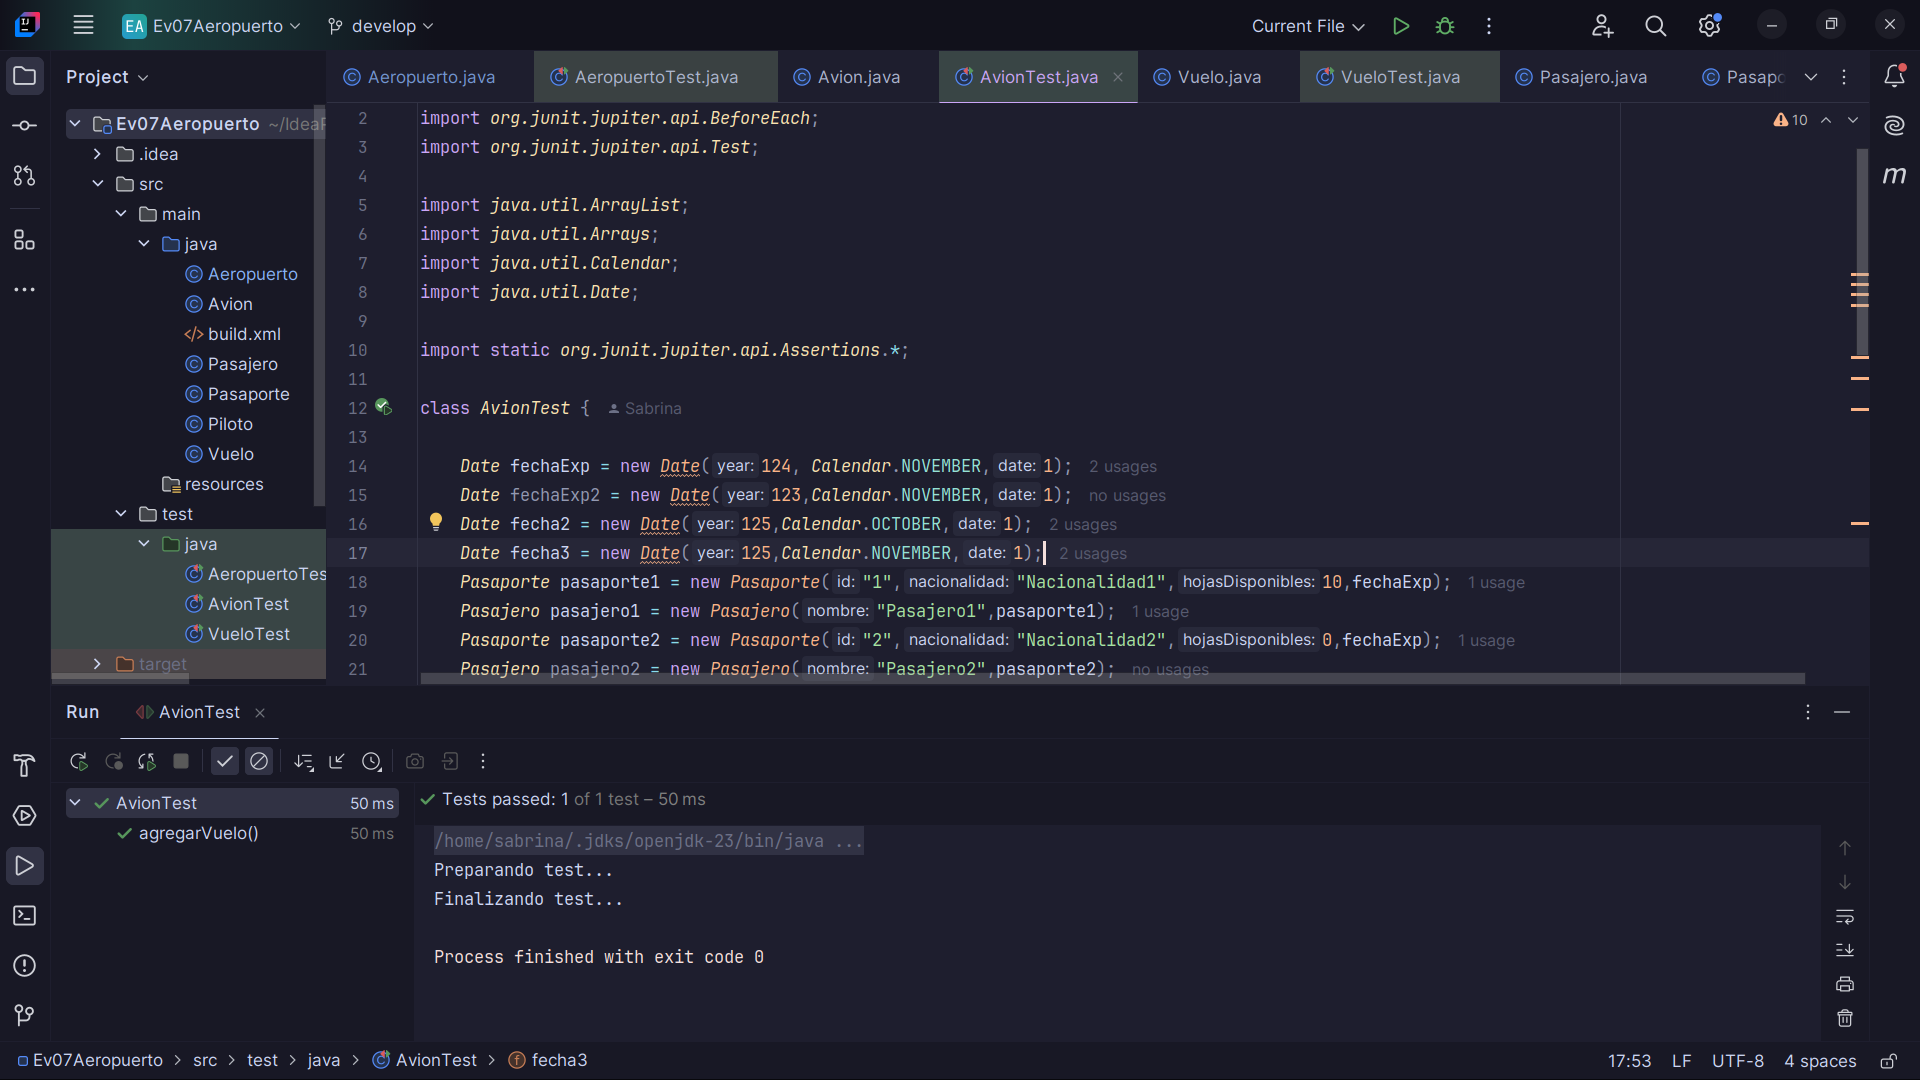 EA Ev07Aeropuerto develop Current File
Project
Aeropuerto.java AeropuertoTest.java Avion.java AvionTest.java Vuelo.java VueloTest.java Pasajero.java Pasapo
Ev07Aeropuerto ~/IdeaP
.idea
src
main
java
Aeropuerto
Avion
build.xml
Pasajero
Pasaporte
Piloto
Vuelo
resources
test
java
AeropuertoTes
AvionTest
VueloTest
target
10
2 import org.junit.jupiter.api.BeforeEach;
3 import org.junit.jupiter.api.Test;
4
5 import java.util.ArrayList;
6 import java.util.Arrays;
7 import java.util.Calendar;
8 import java.util.Date;
9
10 import static org.junit.jupiter.api.Assertions.*;
11
12 class AvionTest { Sabrina
13
14 Date fechaExp = new Date( year: 124, Calendar.NOVEMBER, date: 1); 2 usages
15 Date fechaExp2 = new Date( year: 123,Calendar.NOVEMBER, date: 1); no usages
16 Date fecha2 = new Date( year: 125,Calendar.OCTOBER, date: 1); 2 usages
17 Date fecha3 = new Date( year: 125,Calendar.NOVEMBER, date: 1); 2 usages
18 Pasaporte pasaporte1 = new Pasaporte( id: "1", nacionalidad: "Nacionalidad1", hojasDisponibles: 10,fechaExp); 1 usage
19 Pasajero pasajero1 = new Pasajero( nombre: "Pasajero1",pasaporte1); 1 usage
20 Pasaporte pasaporte2 = new Pasaporte( id: "2", nacionalidad: "Nacionalidad2", hojasDisponibles: 0,fechaExp); 1 usage
21 Pasajero pasajero2 = new Pasajero( nombre: "Pasajero2",pasaporte2); no usages
Run AvionTest
AvionTest 50 ms
agregarVuelo() 50 ms
Tests passed: 1 of 1 test – 50 ms
/home/sabrina/.jdks/openjdk-23/bin/java ...
Preparando test...
Finalizando test...
Process finished with exit code 0
Ev07Aeropuerto > src > test > java > AvionTest > fecha3
17:53 LF UTF-8 4 spaces